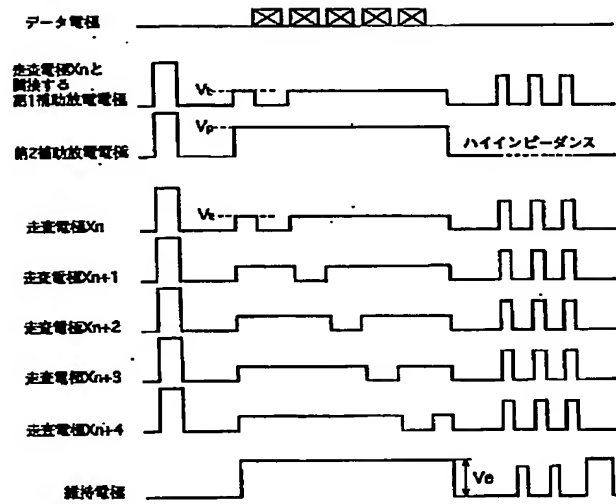 データ電極
走査電極Xnと
隣接する
第1補助放電電極
Vt
Vp
第2補助放電電極
ハイインピーダンス
Vt
走査電極Xn
走査電極Xn+1
走査電極Xn+2
走査電極Xn+3
走査電極Xn+4
維持電極
Ve